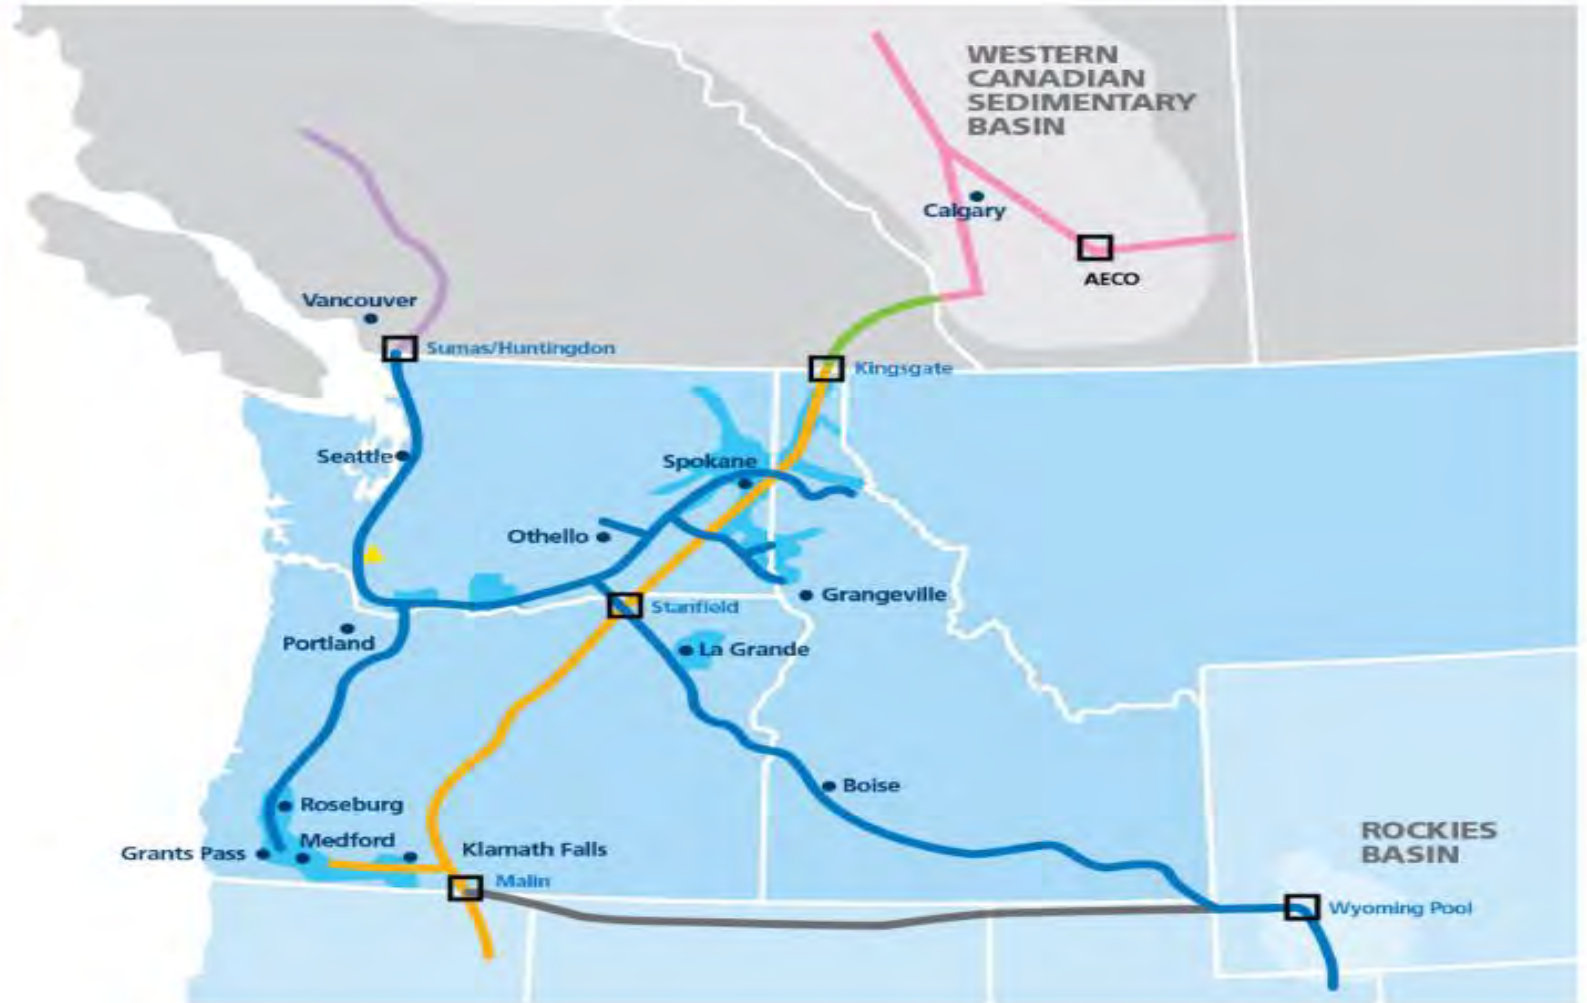 WESTERN
CANADIAN
SEDIMENTARY
BASIN
Calgary
AECO
Vancouver
Sumas/Huntingdon
Kingsgate
Seattle
Spokane
Othello
Grangeville
Stanfield
Portland
La Grande
Boise
Roseburg
Medford
Grants Pass
Klamath Falls
Malin
ROCKIES
BASIN
Wyoming Pool